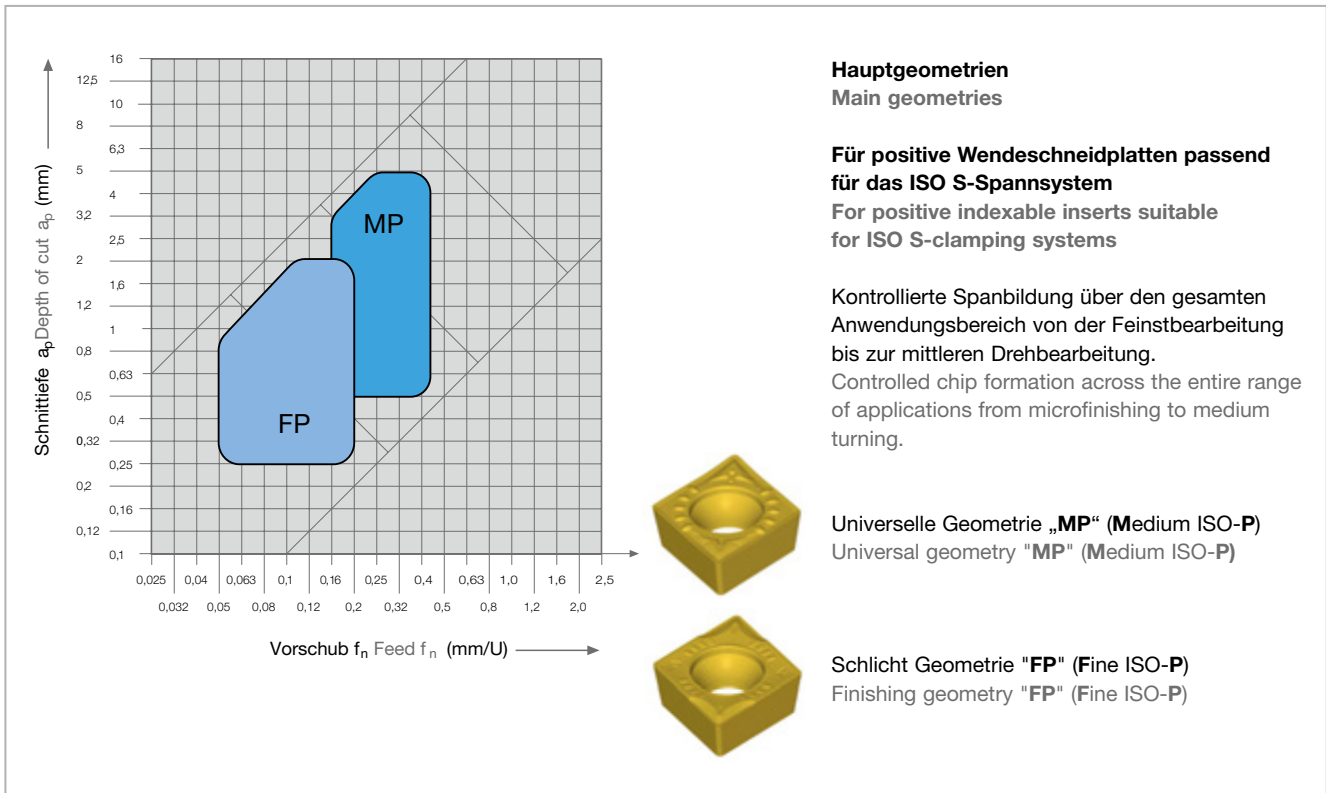 16
12,5
10
8
6,3
5
4
3,2
2,5
2
1,6
1,2
1
0,8
0,63
0,5
0,4
0,32
0,25
0,2
0,16
0,12
0,1
Schnittiefe aₚ Depth of cut aₚ (mm)
MP
FP
0,025 0,04 0,063 0,1 0,16 0,25 0,4 0,63 1,0 1,6 2,5
0,032 0,05 0,08 0,12 0,2 0,32 0,5 0,8 1,2 2,0
Vorschub fₙ Feed fₙ (mm/U)
Hauptgeometrien
Main geometries
Für positive Wendeschneidplatten passend
für das ISO S-Spannsystem
For positive indexable inserts suitable
for ISO S-clamping systems
Kontrollierte Spanbildung über den gesamten
Anwendungsbereich von der Feinstbearbeitung
bis zur mittleren Drehbearbeitung.
Controlled chip formation across the entire range
of applications from microfinishing to medium
turning.
Universelle Geometrie „MP“ (Medium ISO-P)
Universal geometry "MP" (Medium ISO-P)
Schlicht Geometrie "FP" (Fine ISO-P)
Finishing geometry "FP" (Fine ISO-P)